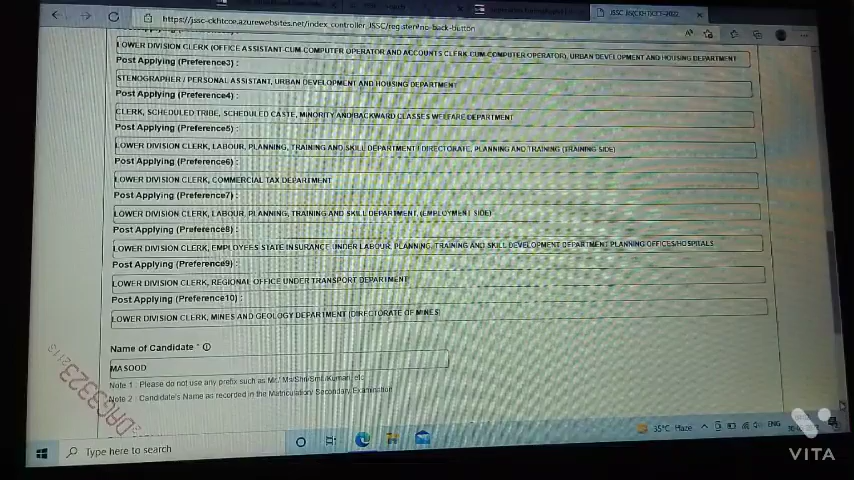 https://jssc-ckhtcoe.azurewebsites.net/index_controller_JSSC/register#no-back-button
LOWER DIVISION CLERK (OFFICE ASSISTANT-CUM-COMPUTER OPERATOR AND ACCOUNTS CLERK CUM COMPUTER OPERATOR), URBAN DEVELOPMENT AND HOUSING DEPARTMENT
Post Applying (Preference3) :
STENOGRAPHER / PERSONAL ASSISTANT, URBAN DEVELOPMENT AND HOUSING DEPARTMENT
Post Applying (Preference4) :
CLERK, SCHEDULED TRIBE, SCHEDULED CASTE, MINORITY AND BACKWARD CLASSES WELFARE DEPARTMENT
Post Applying (Preference5) :
LOWER DIVISION CLERK, LABOUR, PLANNING, TRAINING AND SKILL DEPARTMENT (DIRECTORATE, PLANNING AND TRAINING (TRAINING SIDE)
Post Applying (Preference6) :
LOWER DIVISION CLERK, COMMERCIAL TAX DEPARTMENT
Post Applying (Preference7) :
LOWER DIVISION CLERK, LABOUR, PLANNING, TRAINING AND SKILL DEPARTMENT, (EMPLOYMENT SIDE)
Post Applying (Preference8) :
LOWER DIVISION CLERK, EMPLOYEES STATE INSURANCE UNDER LABOUR, PLANNING, TRAINING AND SKILL DEVELOPMENT DEPARTMENT PLANNING OFFICES/HOSPITALS
Post Applying (Preference9) :
LOWER DIVISION CLERK, REGIONAL OFFICE UNDER TRANSPORT DEPARTMENT
Post Applying (Preference10) :
LOWER DIVISION CLERK, MINES AND GEOLOGY DEPARTMENT (DIRECTORATE OF MINES)
Name of Candidate *
MASOOD
Note 1 : Please do not use any prefix such as Mr./ Ms/Shri/Smt./Kumari, etc
Note 2 : Candidate's Name as recorded in the Matriculation/ Secondary Examination
Type here to search
35°C Haze
ENG
VITA